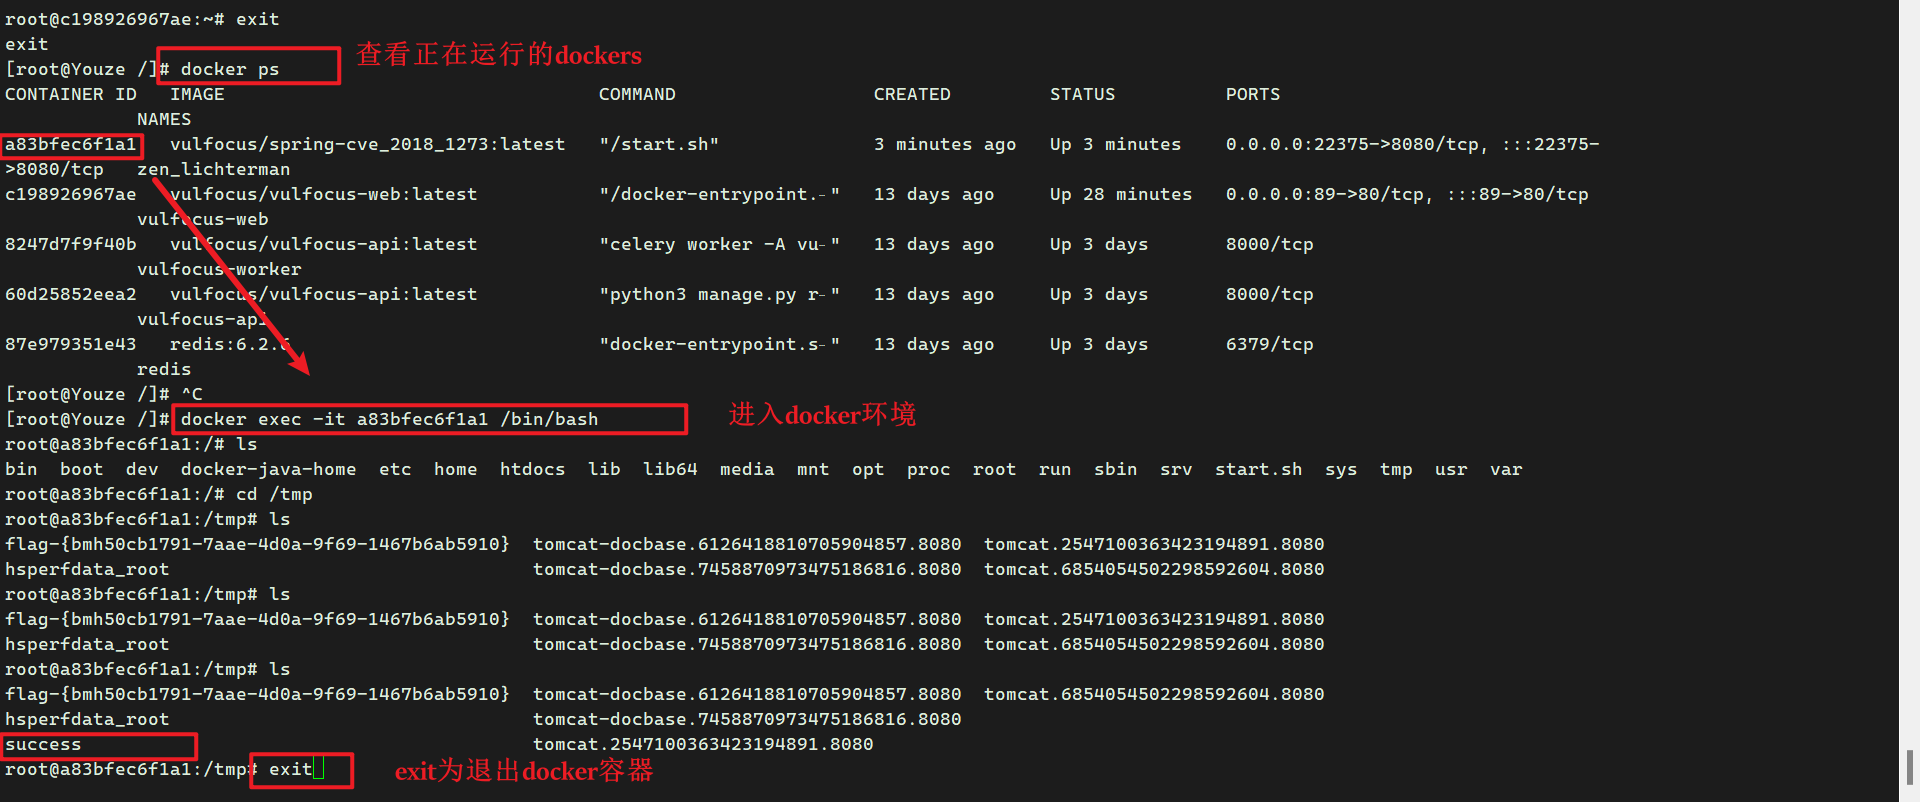 root@c198926967ae:~# exit
exit
[root@Youze /]# docker ps 查看正在运行的dockers
CONTAINER ID IMAGE COMMAND CREATED STATUS PORTS
NAMES
a83bfec6f1a1 vulfocus/spring-cve_2018_1273:latest "/start.sh" 3 minutes ago Up 3 minutes 0.0.0.0:22375->8080/tcp, :::22375-
>8080/tcp zen_lichterman
c198926967ae vulfocus/vulfocus-web:latest "/docker-entrypoint.…" 13 days ago Up 28 minutes 0.0.0.0:89->80/tcp, :::89->80/tcp
vulfocus-web
8247d7f9f40b vulfocus/vulfocus-api:latest "celery worker -A vu…" 13 days ago Up 3 days 8000/tcp
vulfocus-worker
60d25852eea2 vulfocus/vulfocus-api:latest "python3 manage.py r…" 13 days ago Up 3 days 8000/tcp
vulfocus-api
87e979351e43 redis:6.2.6 "docker-entrypoint.s…" 13 days ago Up 3 days 6379/tcp
redis
[root@Youze /]# ^C
[root@Youze /]# docker exec -it a83bfec6f1a1 /bin/bash 进入docker环境
root@a83bfec6f1a1:/# ls
bin boot dev docker-java-home etc home htdocs lib lib64 media mnt opt proc root run sbin srv start.sh sys tmp usr var
root@a83bfec6f1a1:/# cd /tmp
root@a83bfec6f1a1:/tmp# ls
flag-{bmh50cb1791-7aae-4d0a-9f69-1467b6ab5910} tomcat-docbase.6126418810705904857.8080 tomcat.2547100363423194891.8080
hsperfdata_root tomcat-docbase.7458870973475186816.8080 tomcat.6854054502298592604.8080
root@a83bfec6f1a1:/tmp# ls
flag-{bmh50cb1791-7aae-4d0a-9f69-1467b6ab5910} tomcat-docbase.6126418810705904857.8080 tomcat.2547100363423194891.8080
hsperfdata_root tomcat-docbase.7458870973475186816.8080 tomcat.6854054502298592604.8080
root@a83bfec6f1a1:/tmp# ls
flag-{bmh50cb1791-7aae-4d0a-9f69-1467b6ab5910} tomcat-docbase.6126418810705904857.8080 tomcat.6854054502298592604.8080
hsperfdata_root tomcat-docbase.7458870973475186816.8080
success tomcat.2547100363423194891.8080
root@a83bfec6f1a1:/tmp# exit exit为退出docker容器